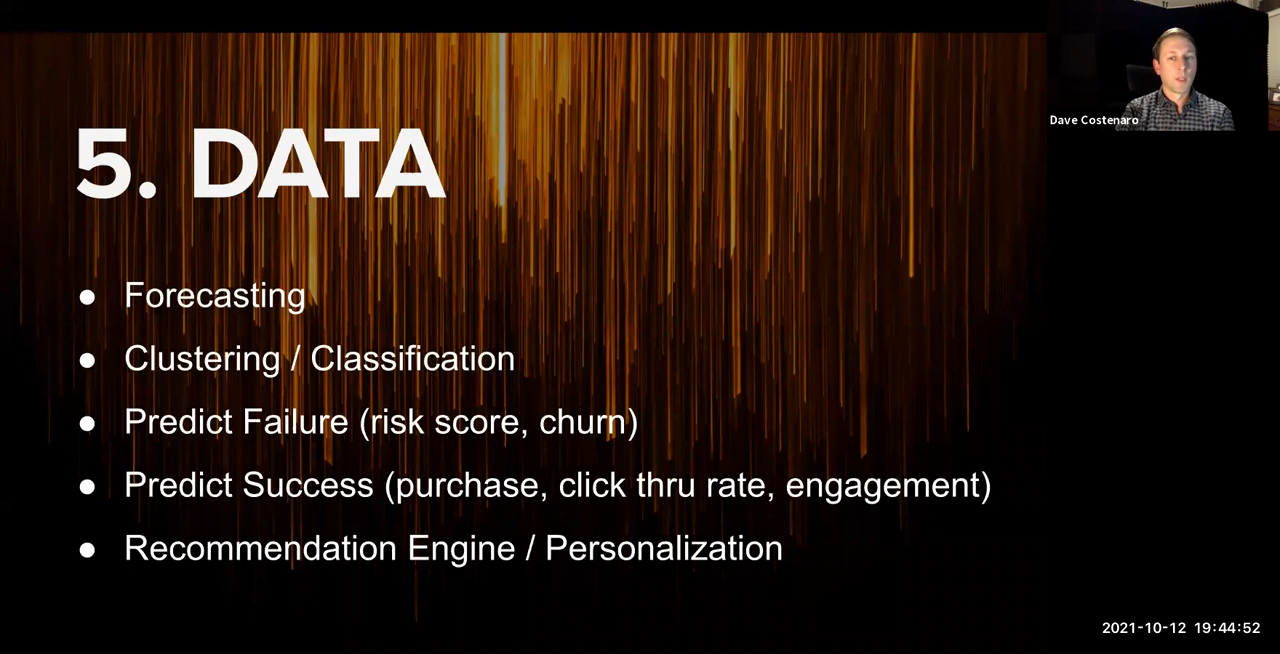 5. DATA
● Forecasting
● Clustering / Classification
● Predict Failure (risk score, churn)
● Predict Success (purchase, click thru rate, engagement)
● Recommendation Engine / Personalization
Dave Costenaro
2021-10-12 19:44:52